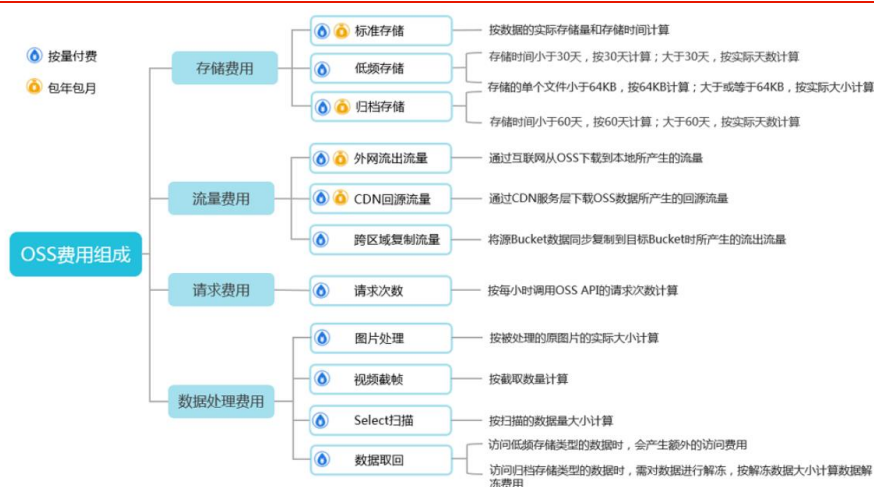 按量付费
包年包月
OSS费用组成
存储费用
标准存储
按数据的实际存储量和存储时间计算
低频存储
存储时间小于30天，按30天计算；大于30天，按实际天数计算
存储的单个文件小于64KB，按64KB计算；大于或等于64KB，按实际大小计算
归档存储
存储时间小于60天，按60天计算；大于60天，按实际天数计算
流量费用
外网流出流量
通过互联网从OSS下载到本地所产生的流量
CDN回源流量
通过CDN服务层下载OSS数据所产生的回源流量
跨区域复制流量
将源Bucket数据同步复制到目标Bucket时所产生的流出流量
请求费用
请求次数
按每小时调用OSS API的请求次数计算
数据处理费用
图片处理
按被处理的原图片的实际大小计算
视频截帧
按截取数量计算
Select扫描
按扫描的数据量大小计算
数据取回
访问低频存储类型的数据时，会产生额外的访问费用
访问归档存储类型的数据时，需对数据进行解冻，按解冻数据大小计算数据解
冻费用